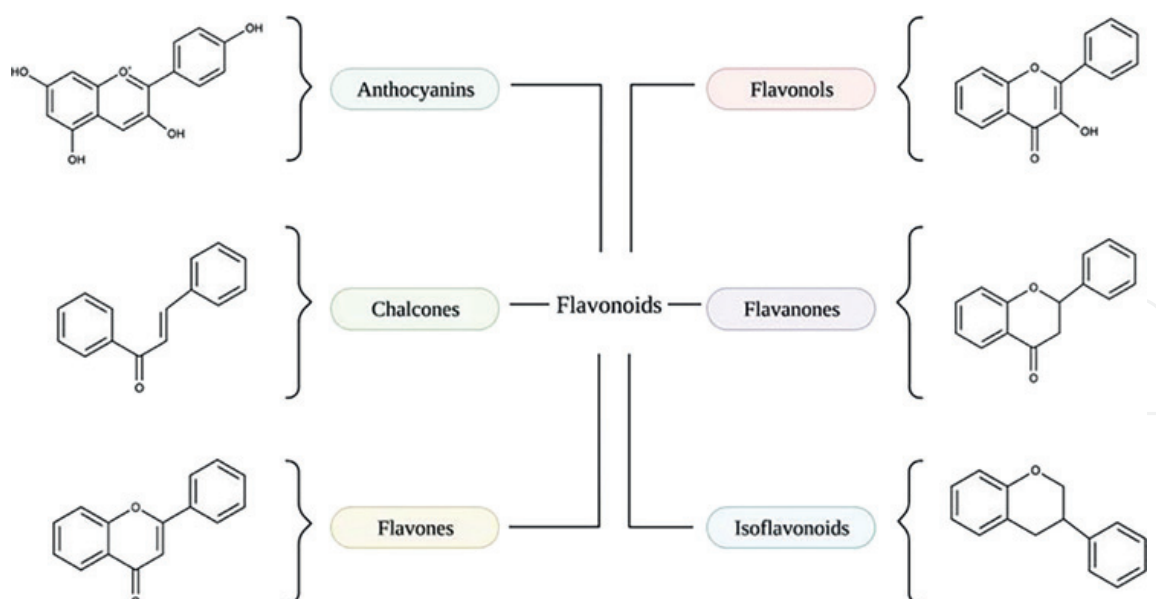 OH
HO
O⁺
OH
OH
Anthocyanins
Flavonols
O
OH
O
Chalcones
Flavonoids
Flavanones
O
O
O
Flavones
Isoflavonoids
O
O
O